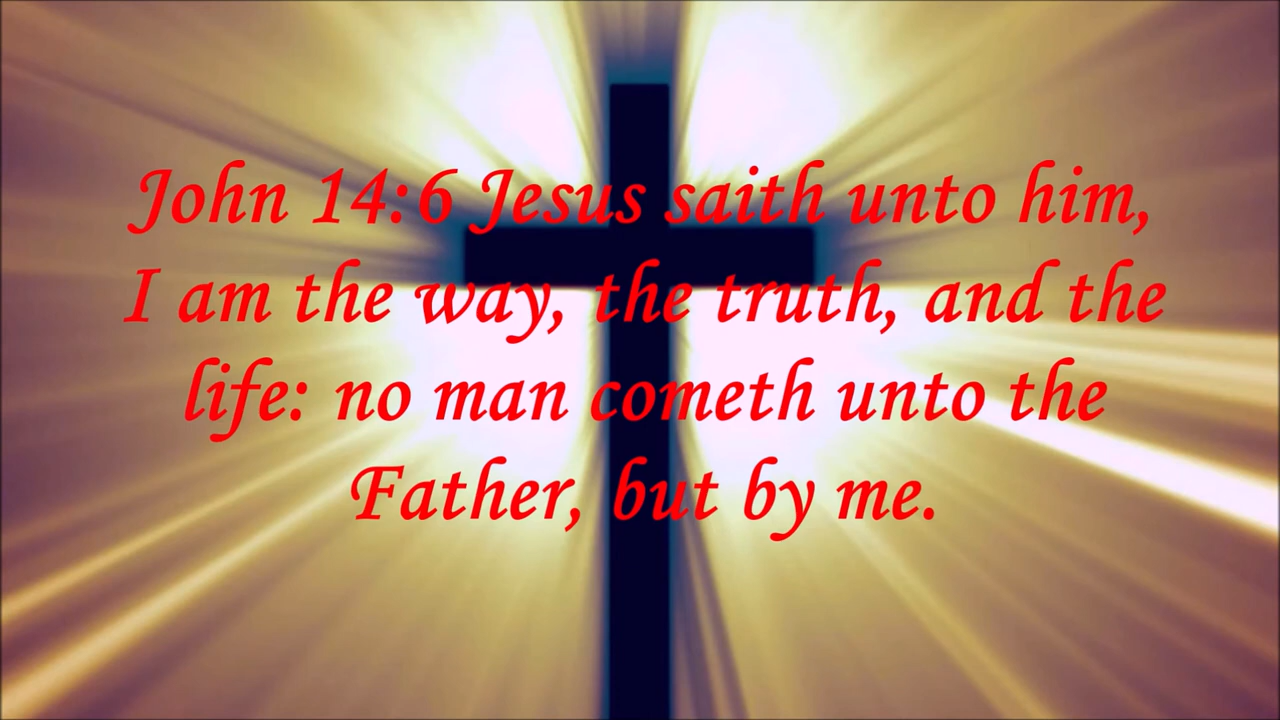 John 14:6 Jesus saith unto him,
I am the way, the truth, and the
life: no man cometh unto the
Father, but by me.